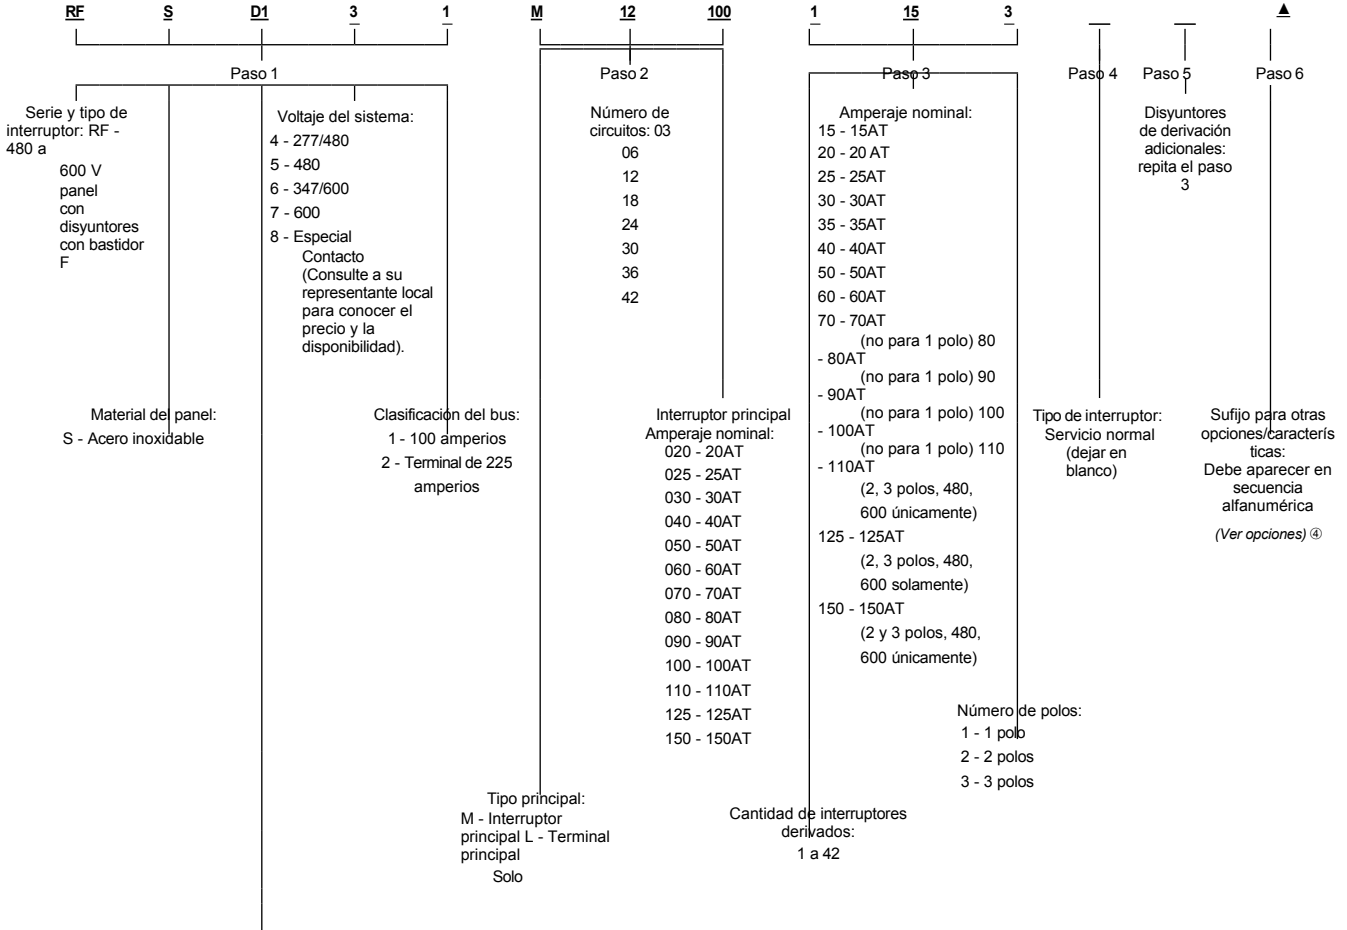 RF S D1 3 1 M 12 100 1 15 3 ▲
Paso 1
Paso 2
Paso 3
Paso 4
Paso 5
Paso 6
Serie y tipo de
interruptor: RF -
480 a
600 V
panel
con
disyuntores
con bastidor
F
Voltaje del sistema:
4 - 277/480
5 - 480
6 - 347/600
7 - 600
8 - Especial
Contacto
(Consulte a su
representante local
para conocer el
precio y la
disponibilidad).
Número de
circuitos: 03
06
12
18
24
30
36
42
Amperaje nominal:
15 - 15AT
20 - 20 AT
25 - 25AT
30 - 30AT
35 - 35AT
40 - 40AT
50 - 50AT
60 - 60AT
70 - 70AT
(no para 1 polo) 80
- 80AT
(no para 1 polo) 90
- 90AT
(no para 1 polo) 100
- 100AT
(no para 1 polo) 110
- 110AT
(2, 3 polos, 480,
600 únicamente)
125 - 125AT
(2, 3 polos, 480,
600 solamente)
150 - 150AT
(2 y 3 polos, 480,
600 únicamente)
Disyuntores
de derivación
adicionales:
repita el paso
3
Material del panel:
S - Acero inoxidable
Clasificación del bus:
1 - 100 amperios
2 - Terminal de 225
amperios
Interruptor principal
Amperaje nominal:
020 - 20AT
025 - 25AT
030 - 30AT
040 - 40AT
050 - 50AT
060 - 60AT
070 - 70AT
080 - 80AT
090 - 90AT
100 - 100AT
110 - 110AT
125 - 125AT
150 - 150AT
Tipo de interruptor:
Servicio normal
(dejar en
blanco)
Sufijo para otras
opciones/caracterís
ticas:
Debe aparecer en
secuencia
alfanumérica
(Ver opciones) ④
Número de polos:
1 - 1 polo
2 - 2 polos
3 - 3 polos
Tipo principal:
M - Interruptor
principal L - Terminal
principal
Solo
Cantidad de interruptores
derivados:
1 a 42